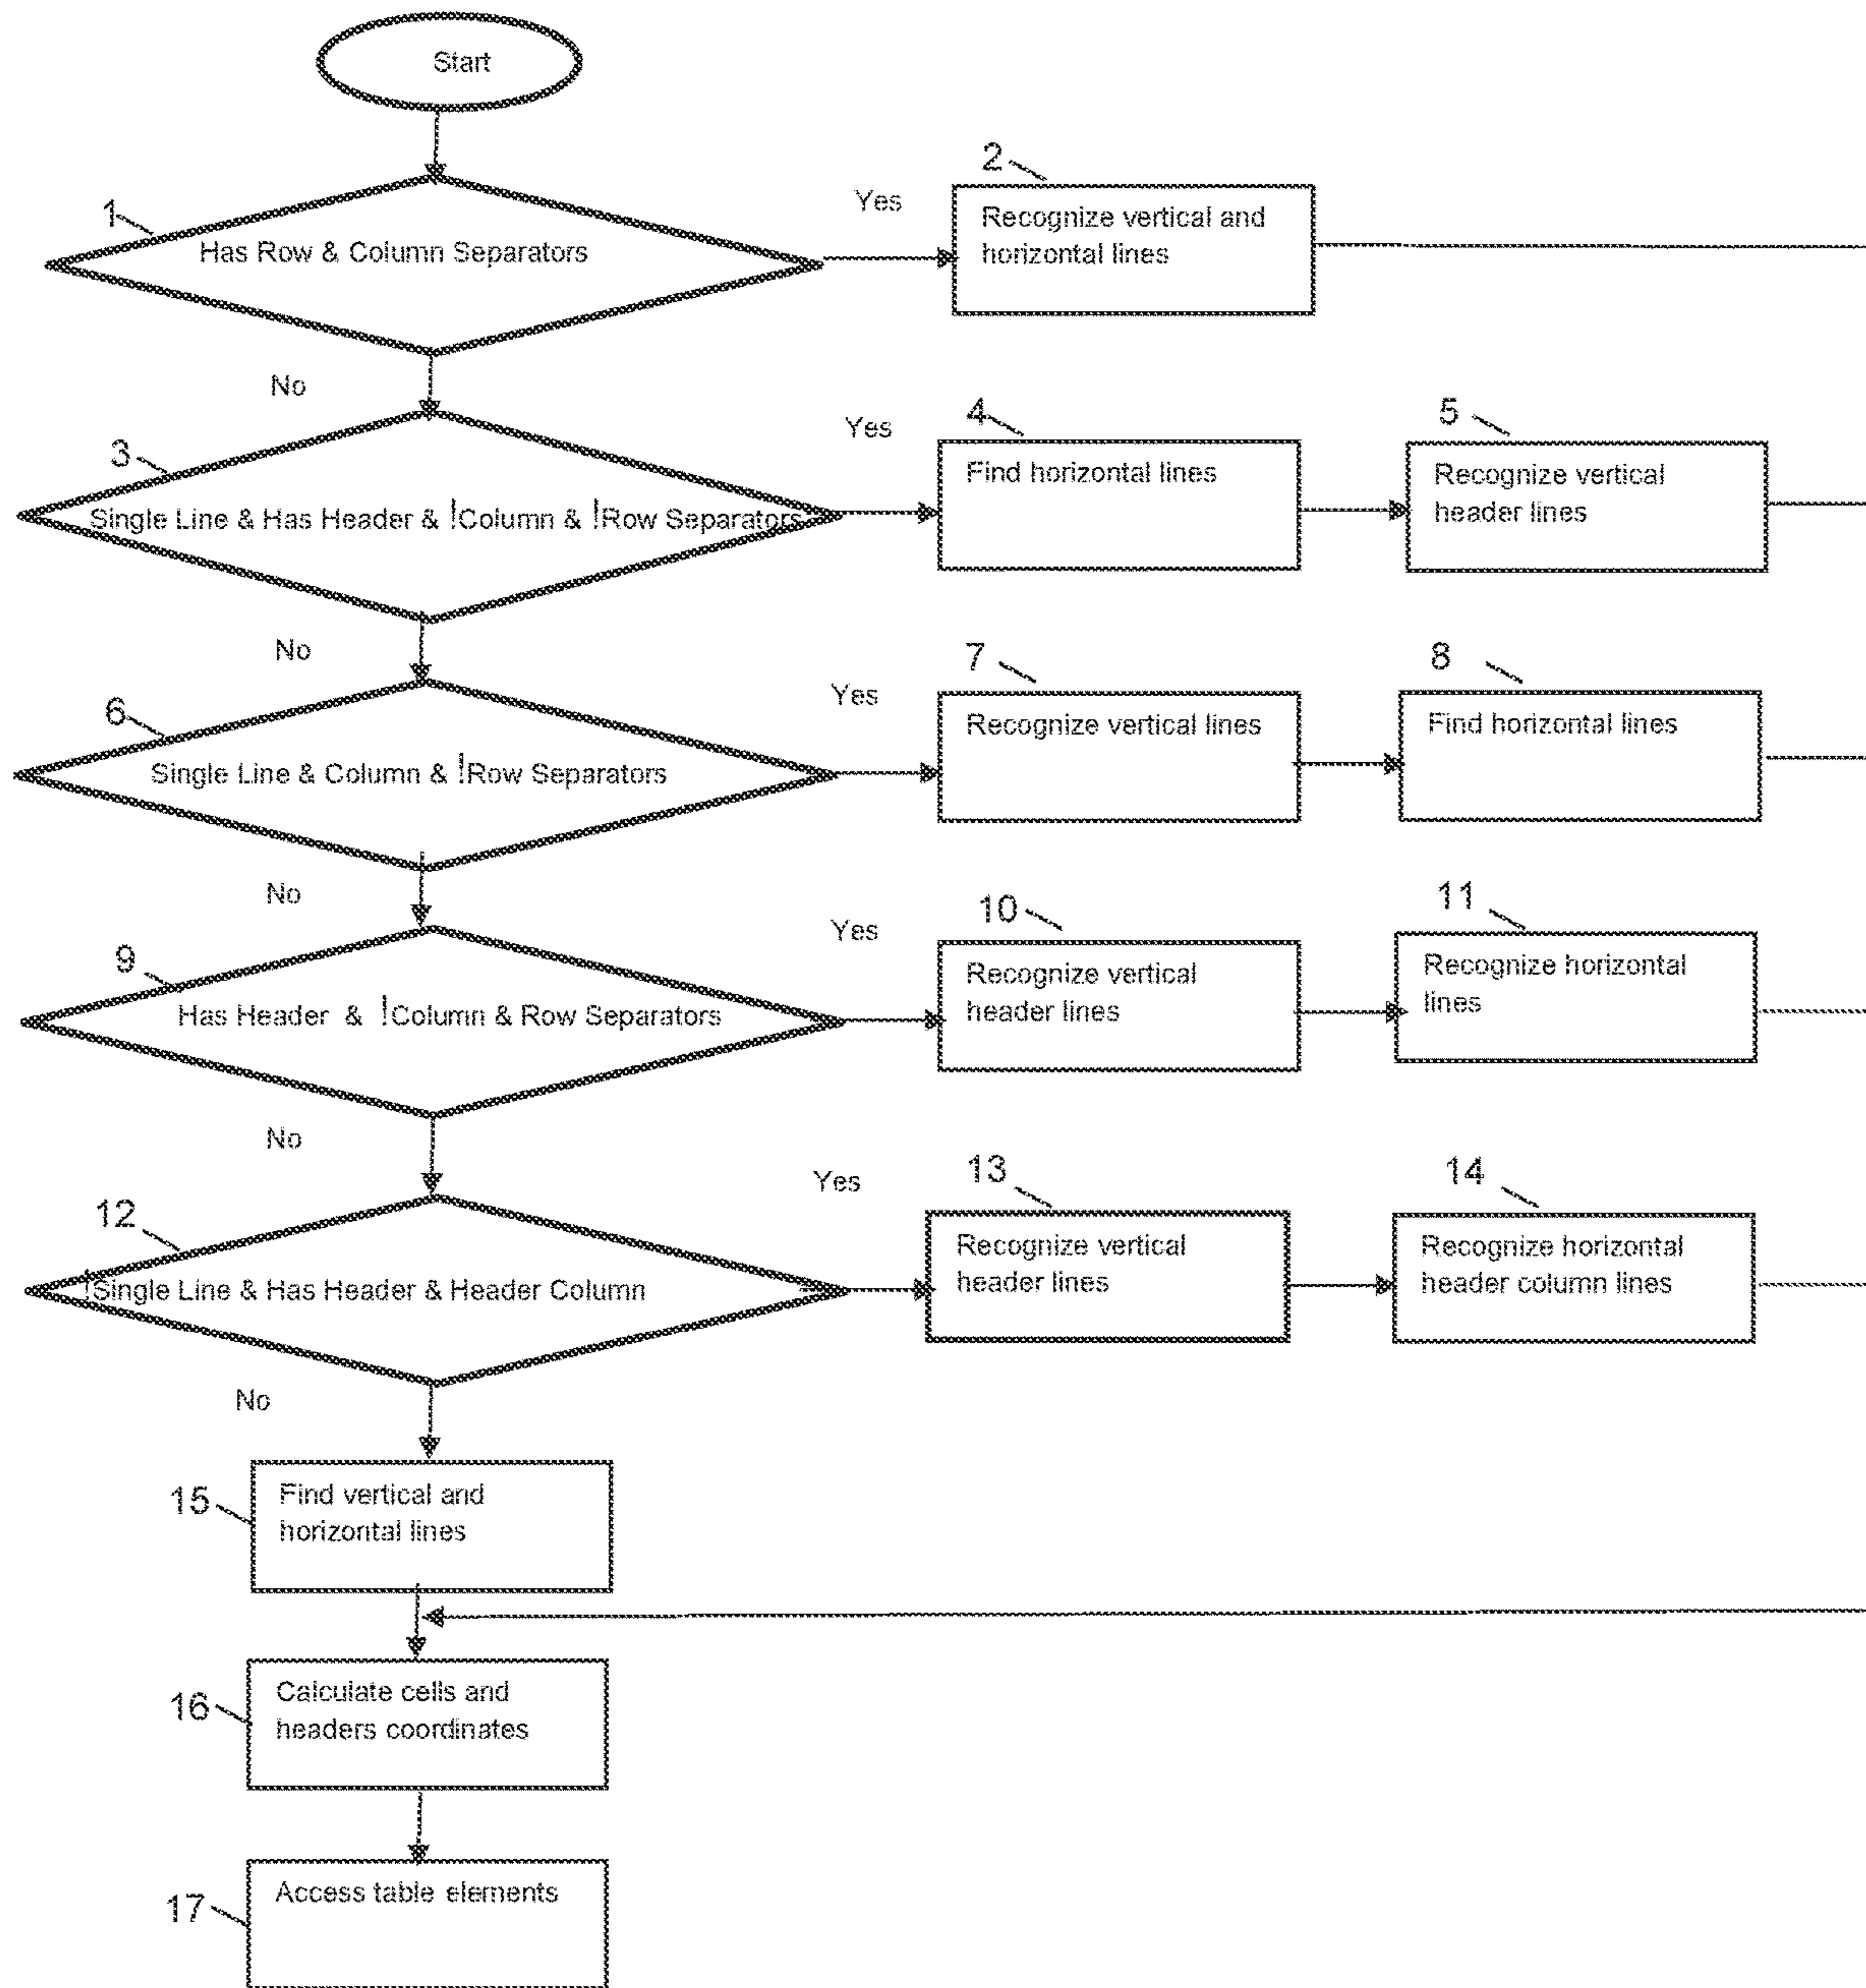 Start
1
Has Row & Column Separators
Yes
2
Recognize vertical and
horizontal lines
No
3
Single Line & Has Header & !Column & !Row Separators
Yes
4
Find horizontal lines
5
Recognize vertical
header lines
No
6
Single Line & Column & !Row Separators
Yes
7
Recognize vertical lines
8
Find horizontal lines
No
9
Has Header & !Column & Row Separators
Yes
10
Recognize vertical
header lines
11
Recognize horizontal
lines
No
12
!Single Line & Has Header & Header Column
Yes
13
Recognize vertical
header lines
14
Recognize horizontal
header column lines
No
15
Find vertical and
horizontal lines
16
Calculate cells and
headers coordinates
17
Access table elements